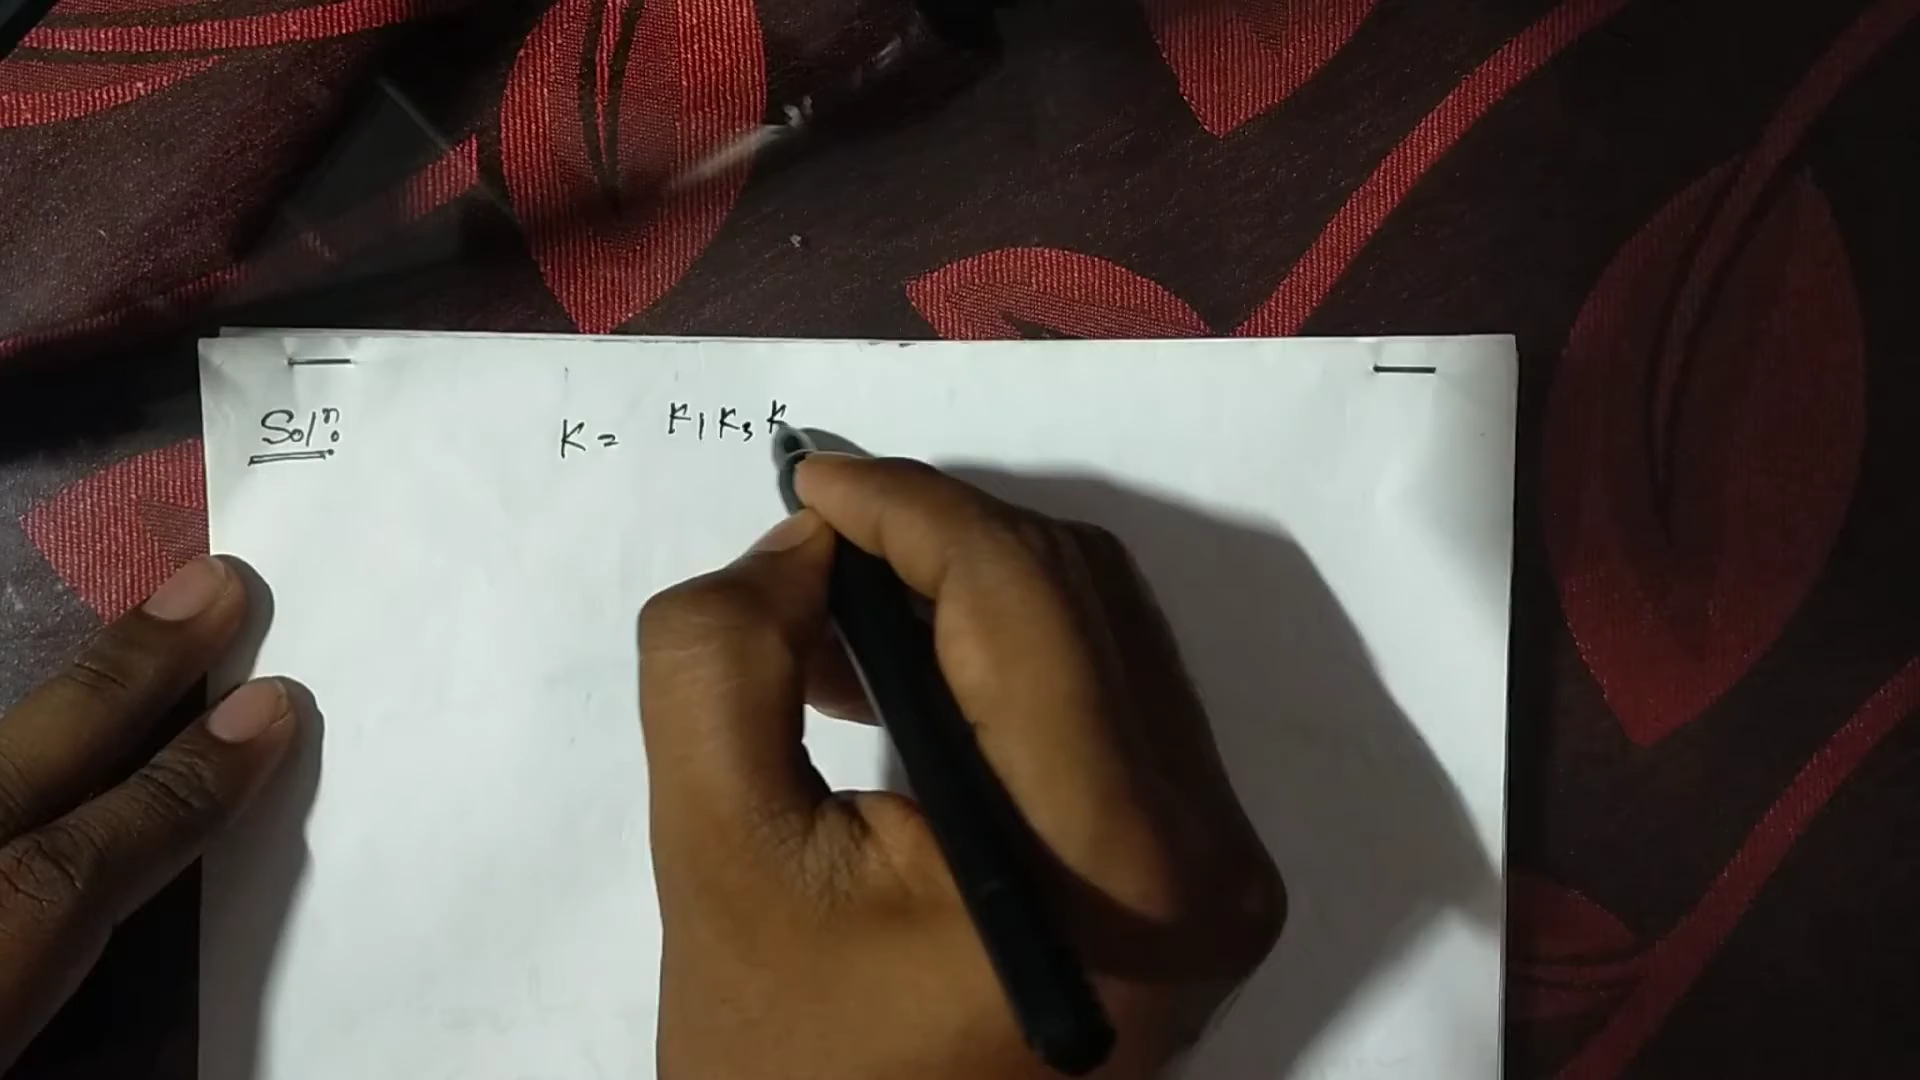 Solⁿ:
K = K₁ K₃ K